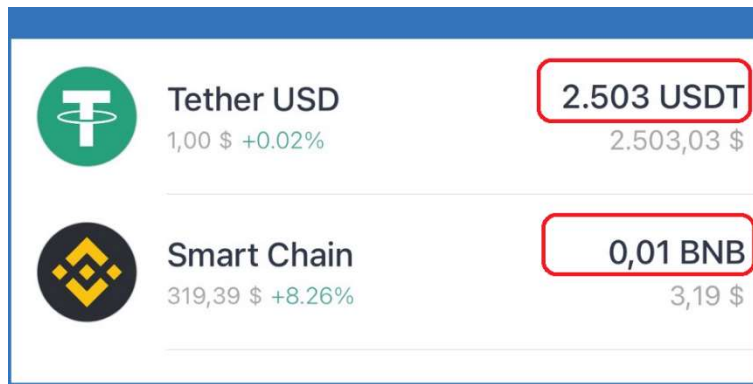 Tether USD
2.503 USDT
1,00 $ +0.02%
2.503,03 $
Smart Chain
0,01 BNB
319,39 $ +8.26%
3,19 $